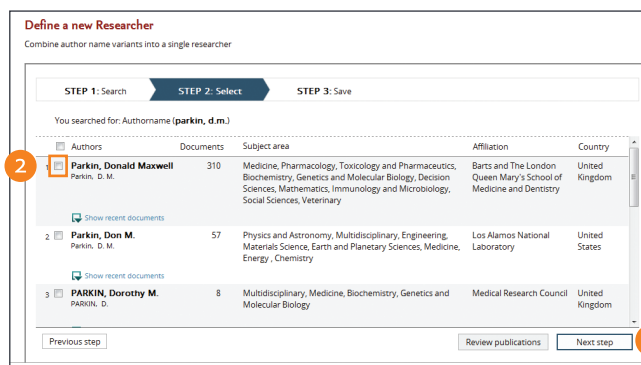 Define a new Researcher
Combine author name variants into a single researcher
STEP 1: Search STEP 2: Select STEP 3: Save
You searched for: Authorname (parkin, d.m.)
Authors Documents Subject area Affiliation Country
2
1 Parkin, Donald Maxwell 310 Medicine, Pharmacology, Toxicology and Pharmaceutics, Barts and The London United
Parkin, D. M. Biochemistry, Genetics and Molecular Biology, Decision Queen Mary's School of Kingdom
Sciences, Mathematics, Immunology and Microbiology, Medicine and Dentistry
Social Sciences, Veterinary
Show recent documents
2 Parkin, Don M. 57 Physics and Astronomy, Multidisciplinary, Engineering, Los Alamos National United
Parkin, D. M. Materials Science, Earth and Planetary Sciences, Medicine, Laboratory States
Energy , Chemistry
Show recent documents
3 PARKIN, Dorothy M. 8 Multidisciplinary, Medicine, Biochemistry, Genetics and Medical Research Council United
PARKIN, D. Molecular Biology Kingdom
Previous step Review publications Next step